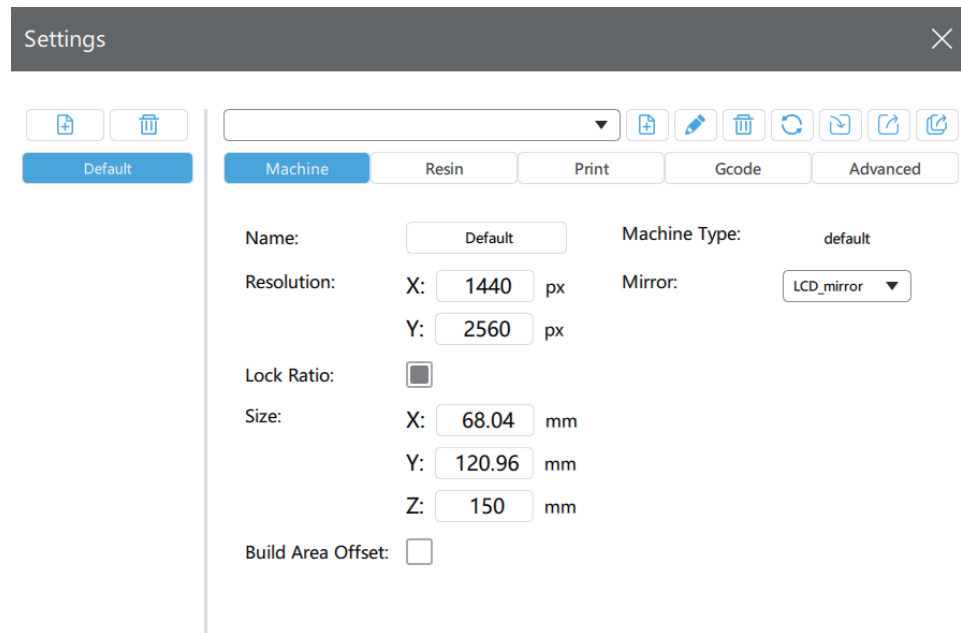 Settings
Default
Machine Resin Print Gcode Advanced
Name: Default Machine Type: default
Resolution: X: 1440 px Mirror: LCD_mirror
Y: 2560 px
Lock Ratio:
Size: X: 68.04 mm
Y: 120.96 mm
Z: 150 mm
Build Area Offset: